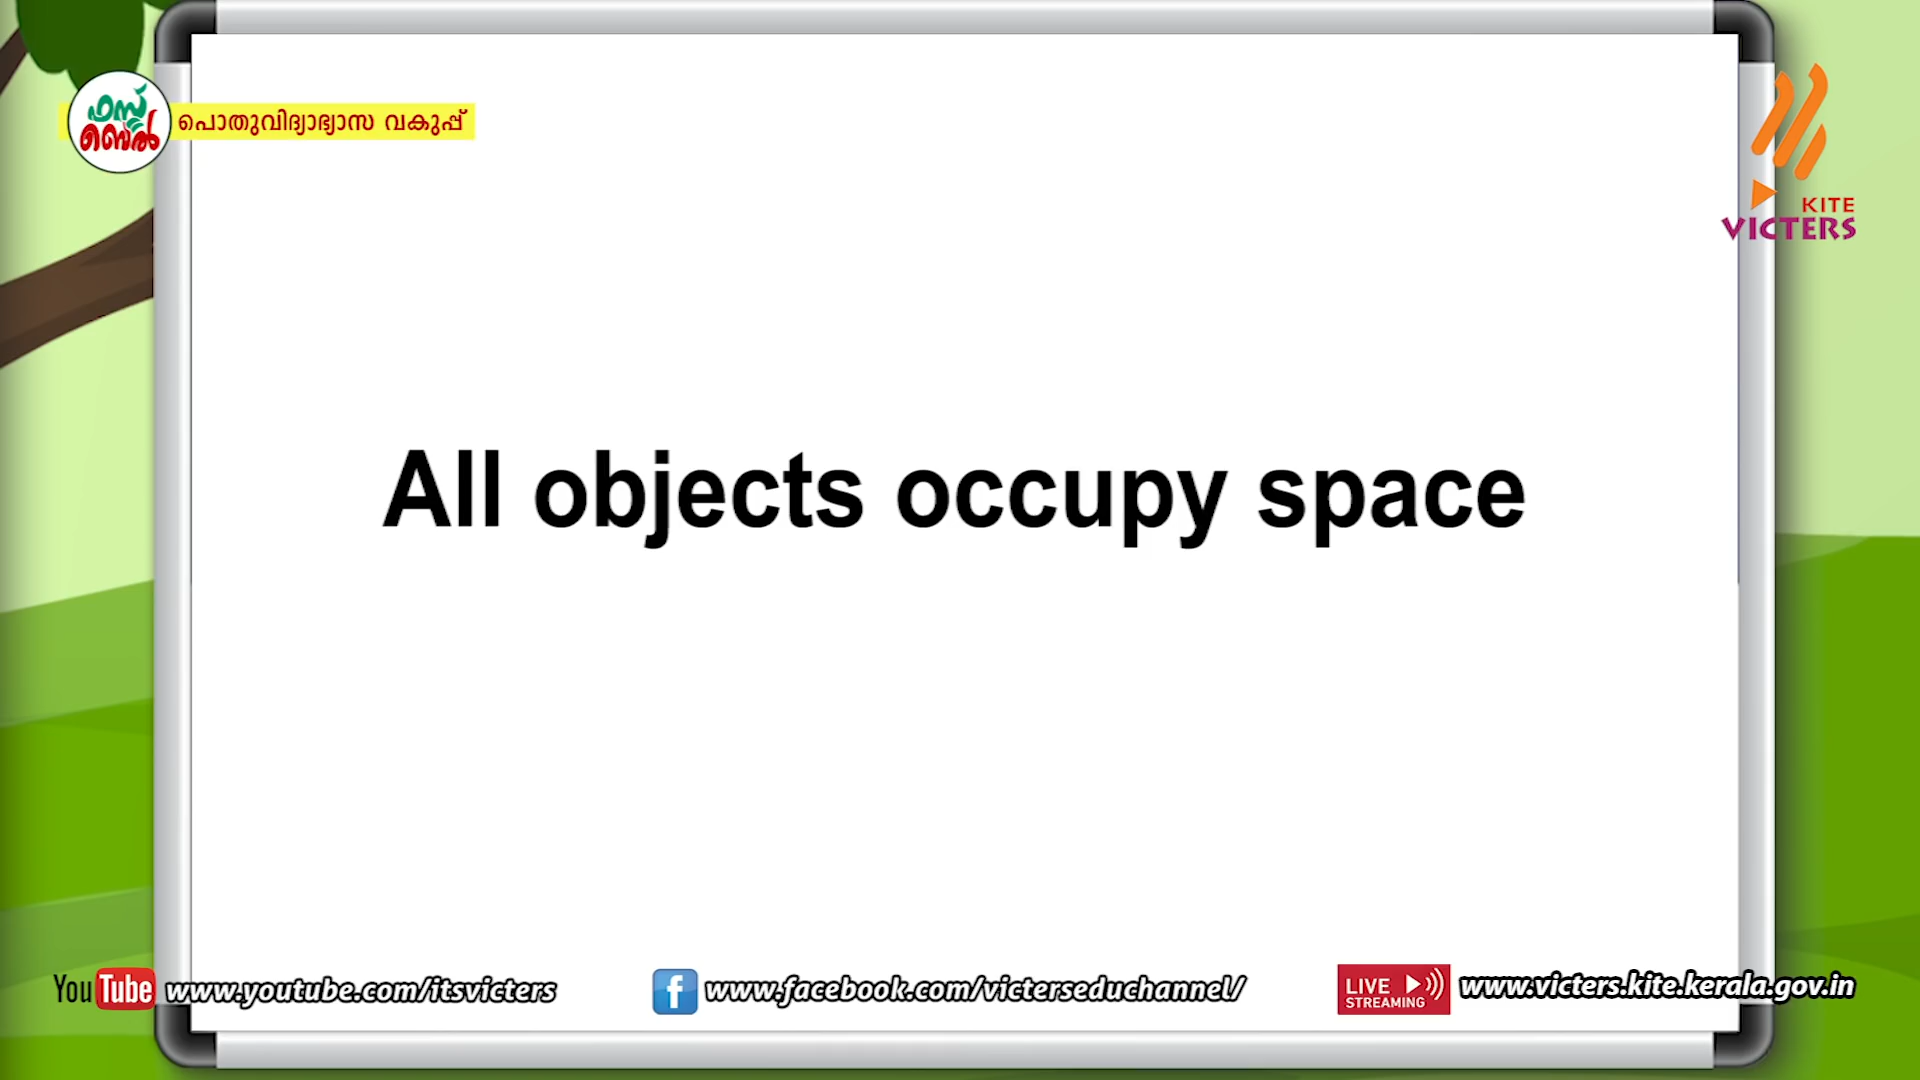 ഫസ്റ്റ്
ബെൽ
പൊതുവിദ്യാഭ്യാസ വകുപ്പ്
KITE
VICTERS
All objects occupy space
YouTube www.youtube.com/itsvicters
f www.facebook.com/victerseduchannel/
LIVE STREAMING www.victers.kite.kerala.gov.in